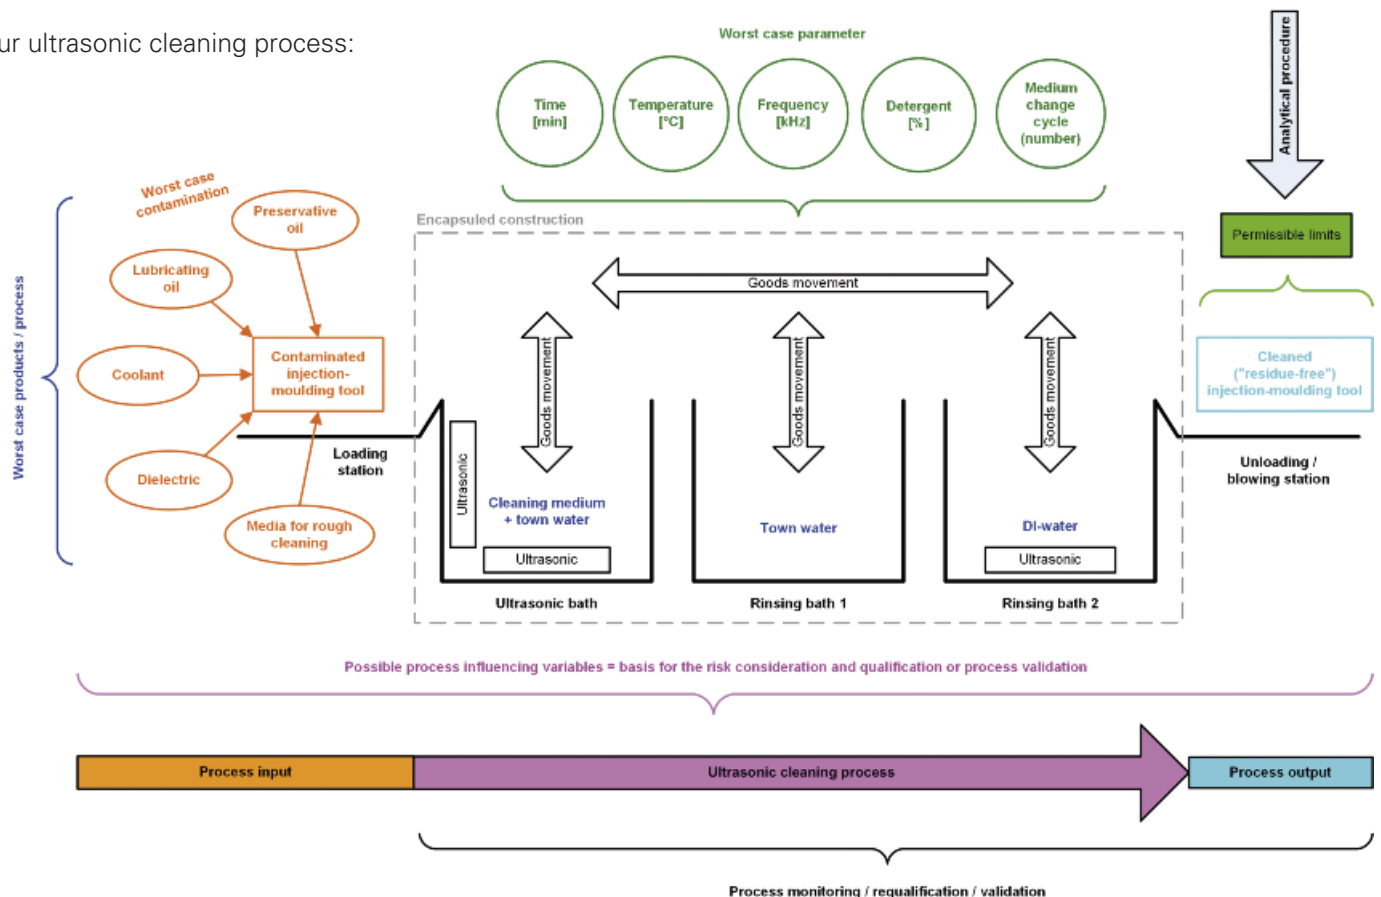 ur ultrasonic cleaning process:
Worst case parameter
Time
[min]
Temperature
[°C]
Frequency
[kHz]
Detergent
[%]
Medium
change
cycle
(number)
Analytical procedure
Worst case
contamination
Preservative
oil
Lubricating
oil
Coolant
Dielectric
Media for rough
cleaning
Contaminated
injection-
moulding tool
Worst case products / process
Encapsuled construction
Goods movement
Goods movement
Goods movement
Goods movement
Permissible limits
Cleaned
("residue-free")
injection-moulding tool
Loading
station
Unloading /
blowing station
Ultrasonic
Cleaning medium
+ town water
Ultrasonic
Town water
DI-water
Ultrasonic
Ultrasonic bath
Rinsing bath 1
Rinsing bath 2
Possible process influencing variables = basis for the risk consideration and qualification or process validation
Process input
Ultrasonic cleaning process
Process output
Process monitoring / requalification / validation